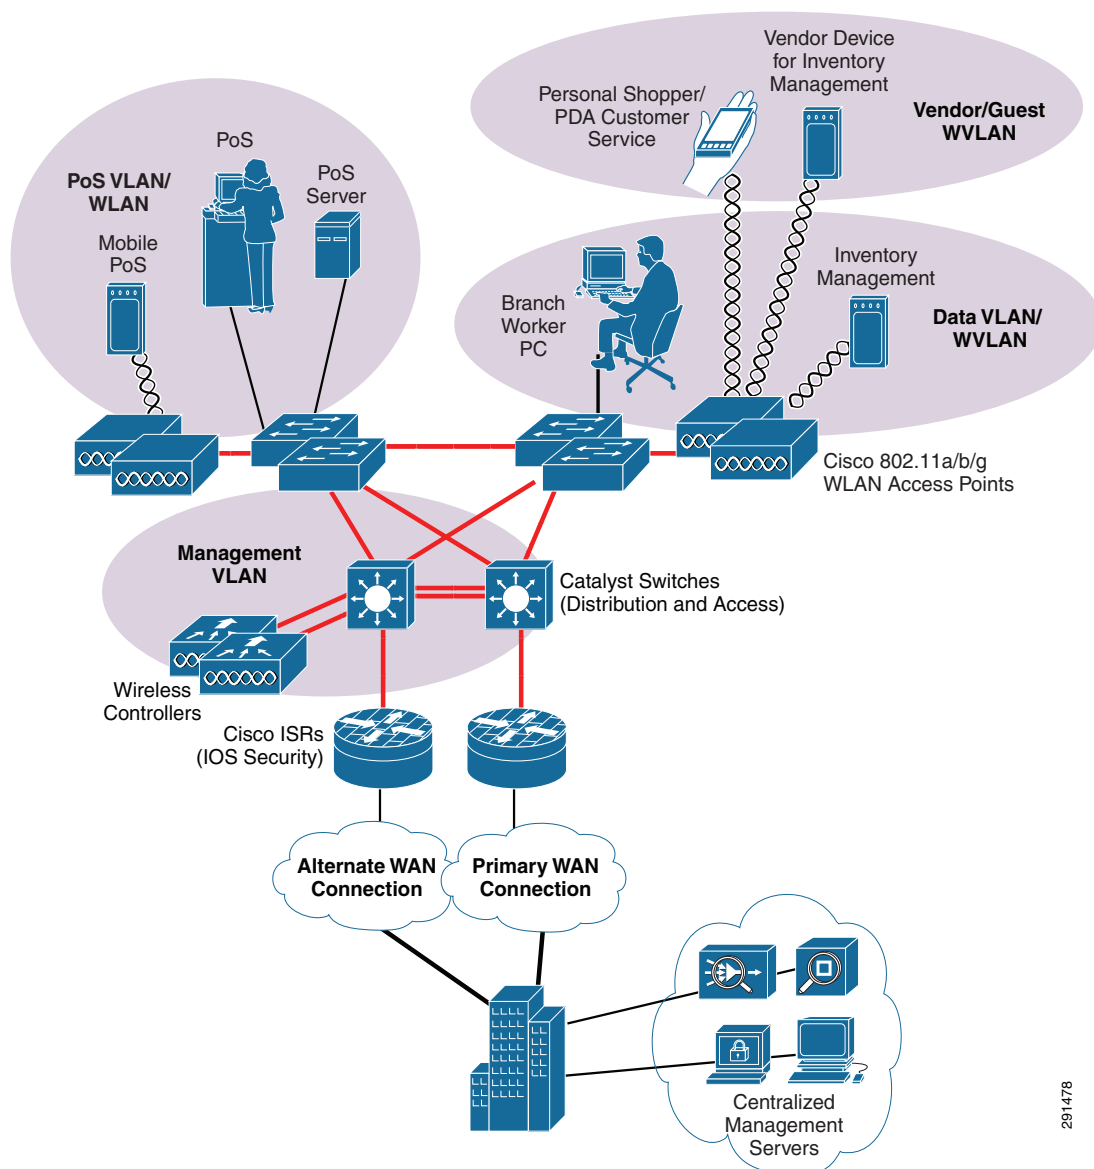 Vendor Device
for Inventory
Management
Personal Shopper/
PDA Customer
Service
Vendor/Guest
WVLAN
PoS
PoS VLAN/
WLAN
PoS
Server
Mobile
PoS
Inventory
Management
Branch
Worker
PC
Data VLAN/
WVLAN
Cisco 802.11a/b/g
WLAN Access Points
Management
VLAN
Catalyst Switches
(Distribution and Access)
Wireless
Controllers
Cisco ISRs
(IOS Security)
Alternate WAN
Connection
Primary WAN
Connection
Centralized
Management
Servers
291478